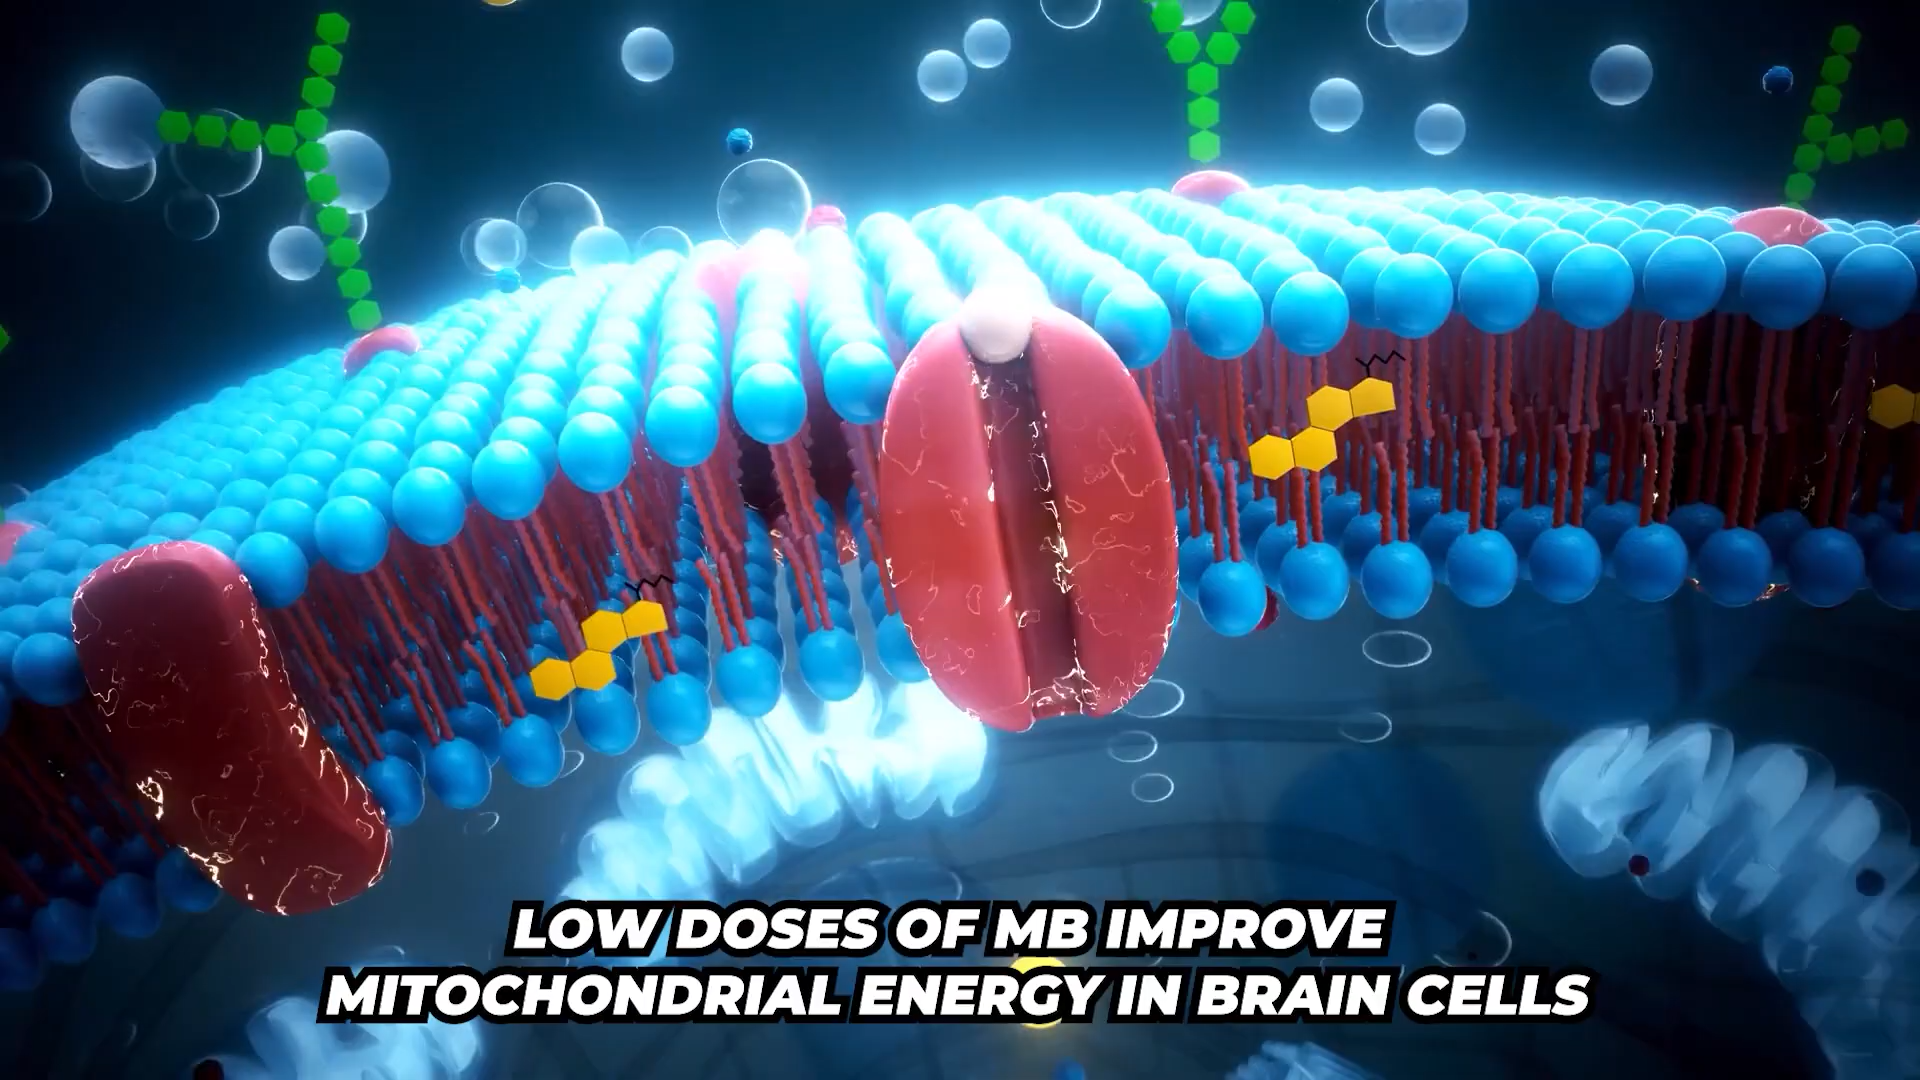 LOW DOSES OF MB IMPROVE
MITOCHONDRIAL ENERGY IN BRAIN CELLS